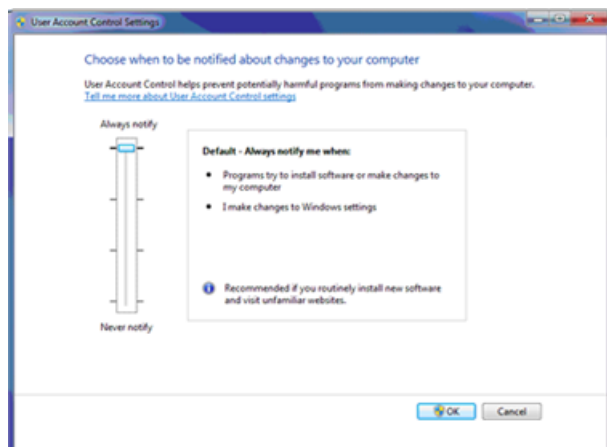 User Account Control Settings
Choose when to be notified about changes to your computer
User Account Control helps prevent potentially harmful programs from making changes to your computer.
Tell me more about User Account Control settings
Always notify
Default - Always notify me when:
• Programs try to install software or make changes to
my computer
• I make changes to Windows settings
Recommended if you routinely install new software
and visit unfamiliar websites.
Never notify
OK
Cancel